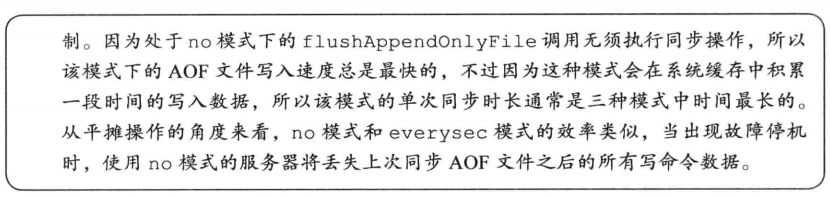 制。因为处于 no 模式下的 flushAppendOnlyFile 调用无须执行同步操作，所以
该模式下的 AOF 文件写入速度总是最快的，不过因为这种模式会在系统缓存中积累
一段时间的写入数据，所以该模式的单次同步时长通常是三种模式中时间最长的。
从平摊操作的角度来看，no 模式和 everysec 模式的效率类似，当出现故障停机
时，使用 no 模式的服务器将丢失上次同步 AOF 文件之后的所有写命令数据。